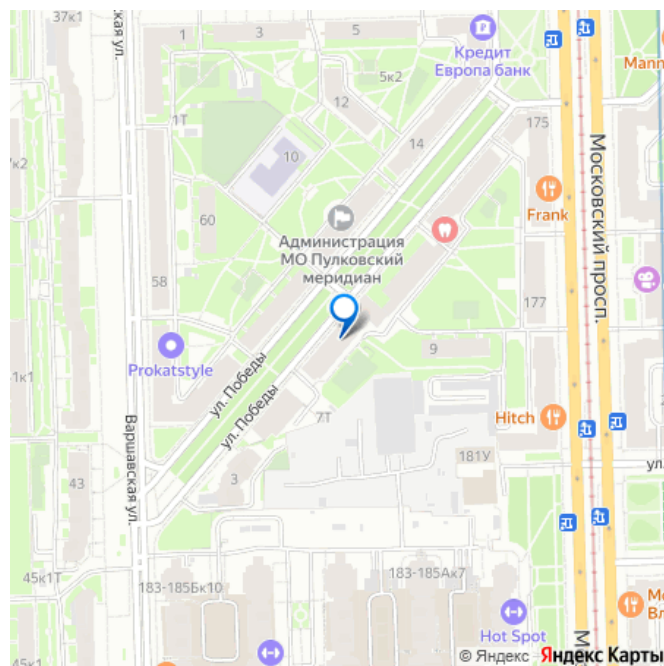 37к1
1
3
5
Кредит
Европа банк
5к2
12
1Т
14
175
Mann
10
Frank
60
Администрация
МО Пулковский
меридиан
Варшавская ул.
Московский просп.
58
177
Prokatstyle
9
ул. Победы
ул. Победы
7Т
Hitch
181У
ул.
Варшавская ул.
43
3
45к1Т
183-185Бк10
183-185Ак7
Hot Spot
© Яндекс Яндекс Карты